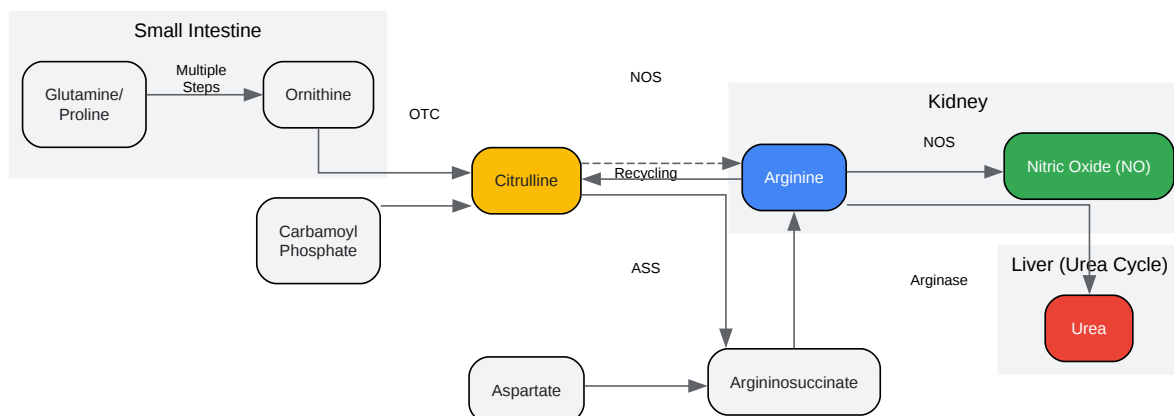 Small Intestine
Glutamine/
Proline
Multiple
Steps
Ornithine
OTC
NOS
Kidney
NOS
Citrulline
Recycling
Arginine
Nitric Oxide (NO)
Carbamoyl
Phosphate
ASS
Arginase
Liver (Urea Cycle)
Urea
Aspartate
Argininosuccinate